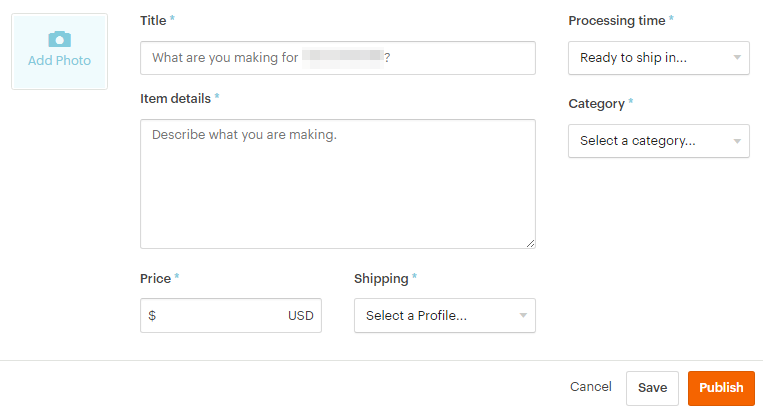 Add Photo
Title *
What are you making for ?
Item details *
Describe what you are making.
Price *
$ USD
Shipping *
Select a Profile...
Processing time *
Ready to ship in...
Category *
Select a category...
Cancel
Save
Publish